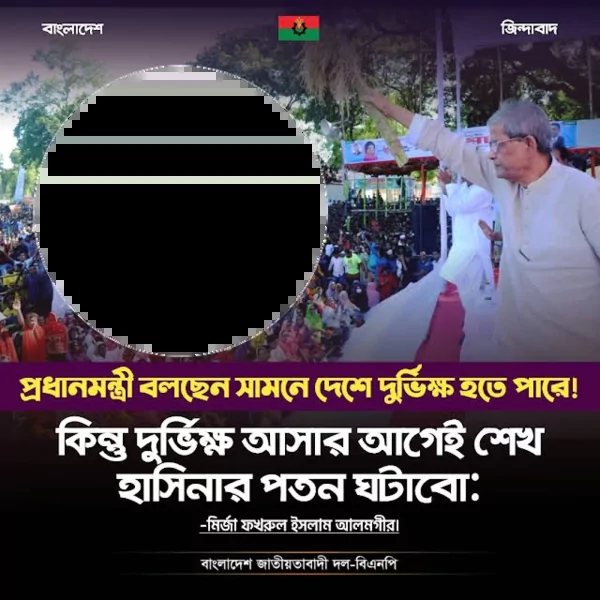 বাংলাদেশ
জিন্দাবাদ
প্রধানমন্ত্রী বলছেন সামনে দেশে দুর্ভিক্ষ হতে পারে!
কিন্তু দুর্ভিক্ষ আসার আগেই শেখ
হাসিনার পতন ঘটাবো:
-মির্জা ফখরুল ইসলাম আলমগীর।
বাংলাদেশ জাতীয়তাবাদী দল-বিএনপি